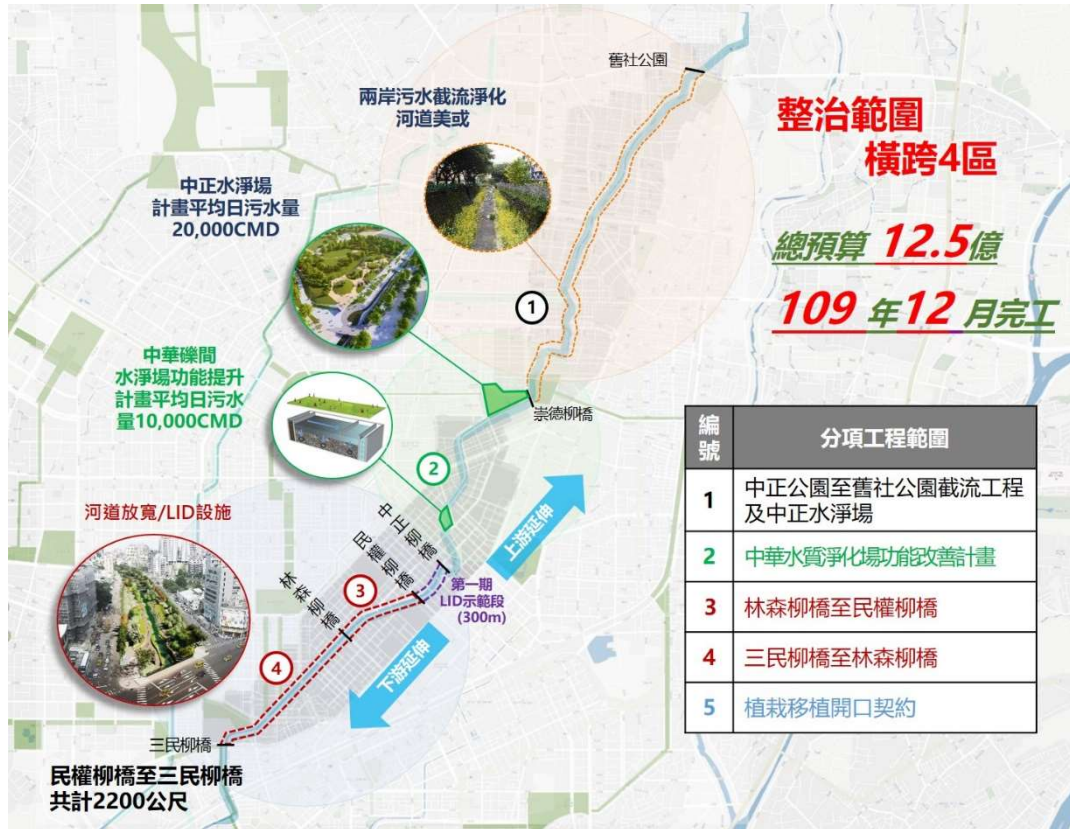 舊社公園
兩岸污水截流淨化
河道美或
整治範圍
橫跨4區
中正水淨場
計畫平均日污水量
20,000CMD
總預算 12.5億
109 年12 月完工
1
中華礫間
水淨場功能提升
計畫平均日污水
量10,000CMD
崇德柳橋
2
編號 分項工程範圍
1 中正公園至舊社公園截流工程
及中正水淨場
2 中華水質淨化場功能改善計畫
3 林森柳橋至民權柳橋
4 三民柳橋至林森柳橋
5 植栽移植開口契約
上游延伸
河道放寬/LID設施
中正柳橋
民權柳橋
林森柳橋
3
第一期
LID示範段
(300m)
4
下游延伸
三民柳橋
民權柳橋至三民柳橋
共計2200公尺